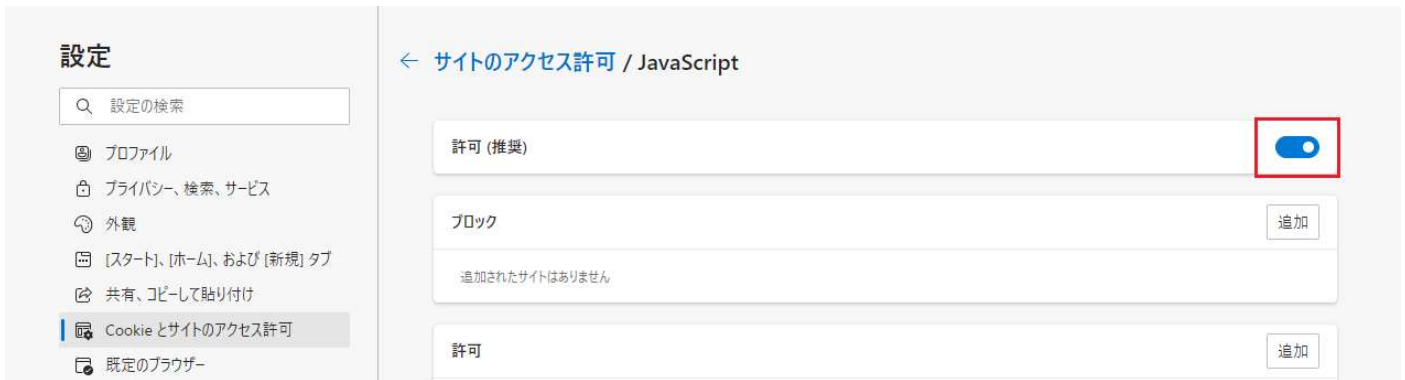 設定
設定の検索
プロファイル
プライバシー、検索、サービス
外観
[スタート]、[ホーム]、および [新規] タブ
共有、コピーして貼り付け
Cookie とサイトのアクセス許可
既定のブラウザー
← サイトのアクセス許可 / JavaScript
許可 (推奨)
ブロック 追加
追加されたサイトはありません
許可 追加